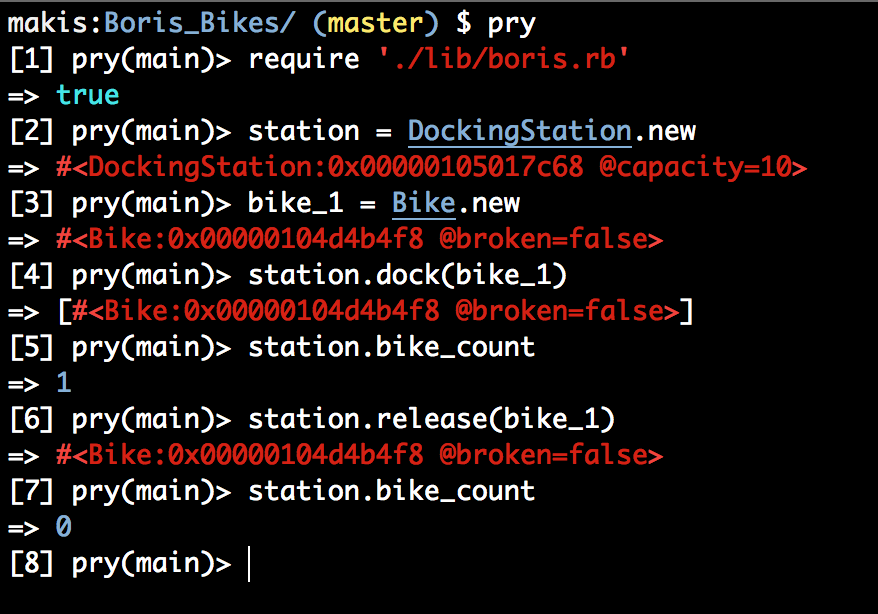 makis:Boris_Bikes/ (master) $ pry
[1] pry(main)> require './lib/boris.rb'
=> true
[2] pry(main)> station = DockingStation.new
=> #<DockingStation:0x00000105017c68 @capacity=10>
[3] pry(main)> bike_1 = Bike.new
=> #<Bike:0x00000104d4b4f8 @broken=false>
[4] pry(main)> station.dock(bike_1)
=> [#<Bike:0x00000104d4b4f8 @broken=false>]
[5] pry(main)> station.bike_count
=> 1
[6] pry(main)> station.release(bike_1)
=> #<Bike:0x00000104d4b4f8 @broken=false>
[7] pry(main)> station.bike_count
=> 0
[8] pry(main)>